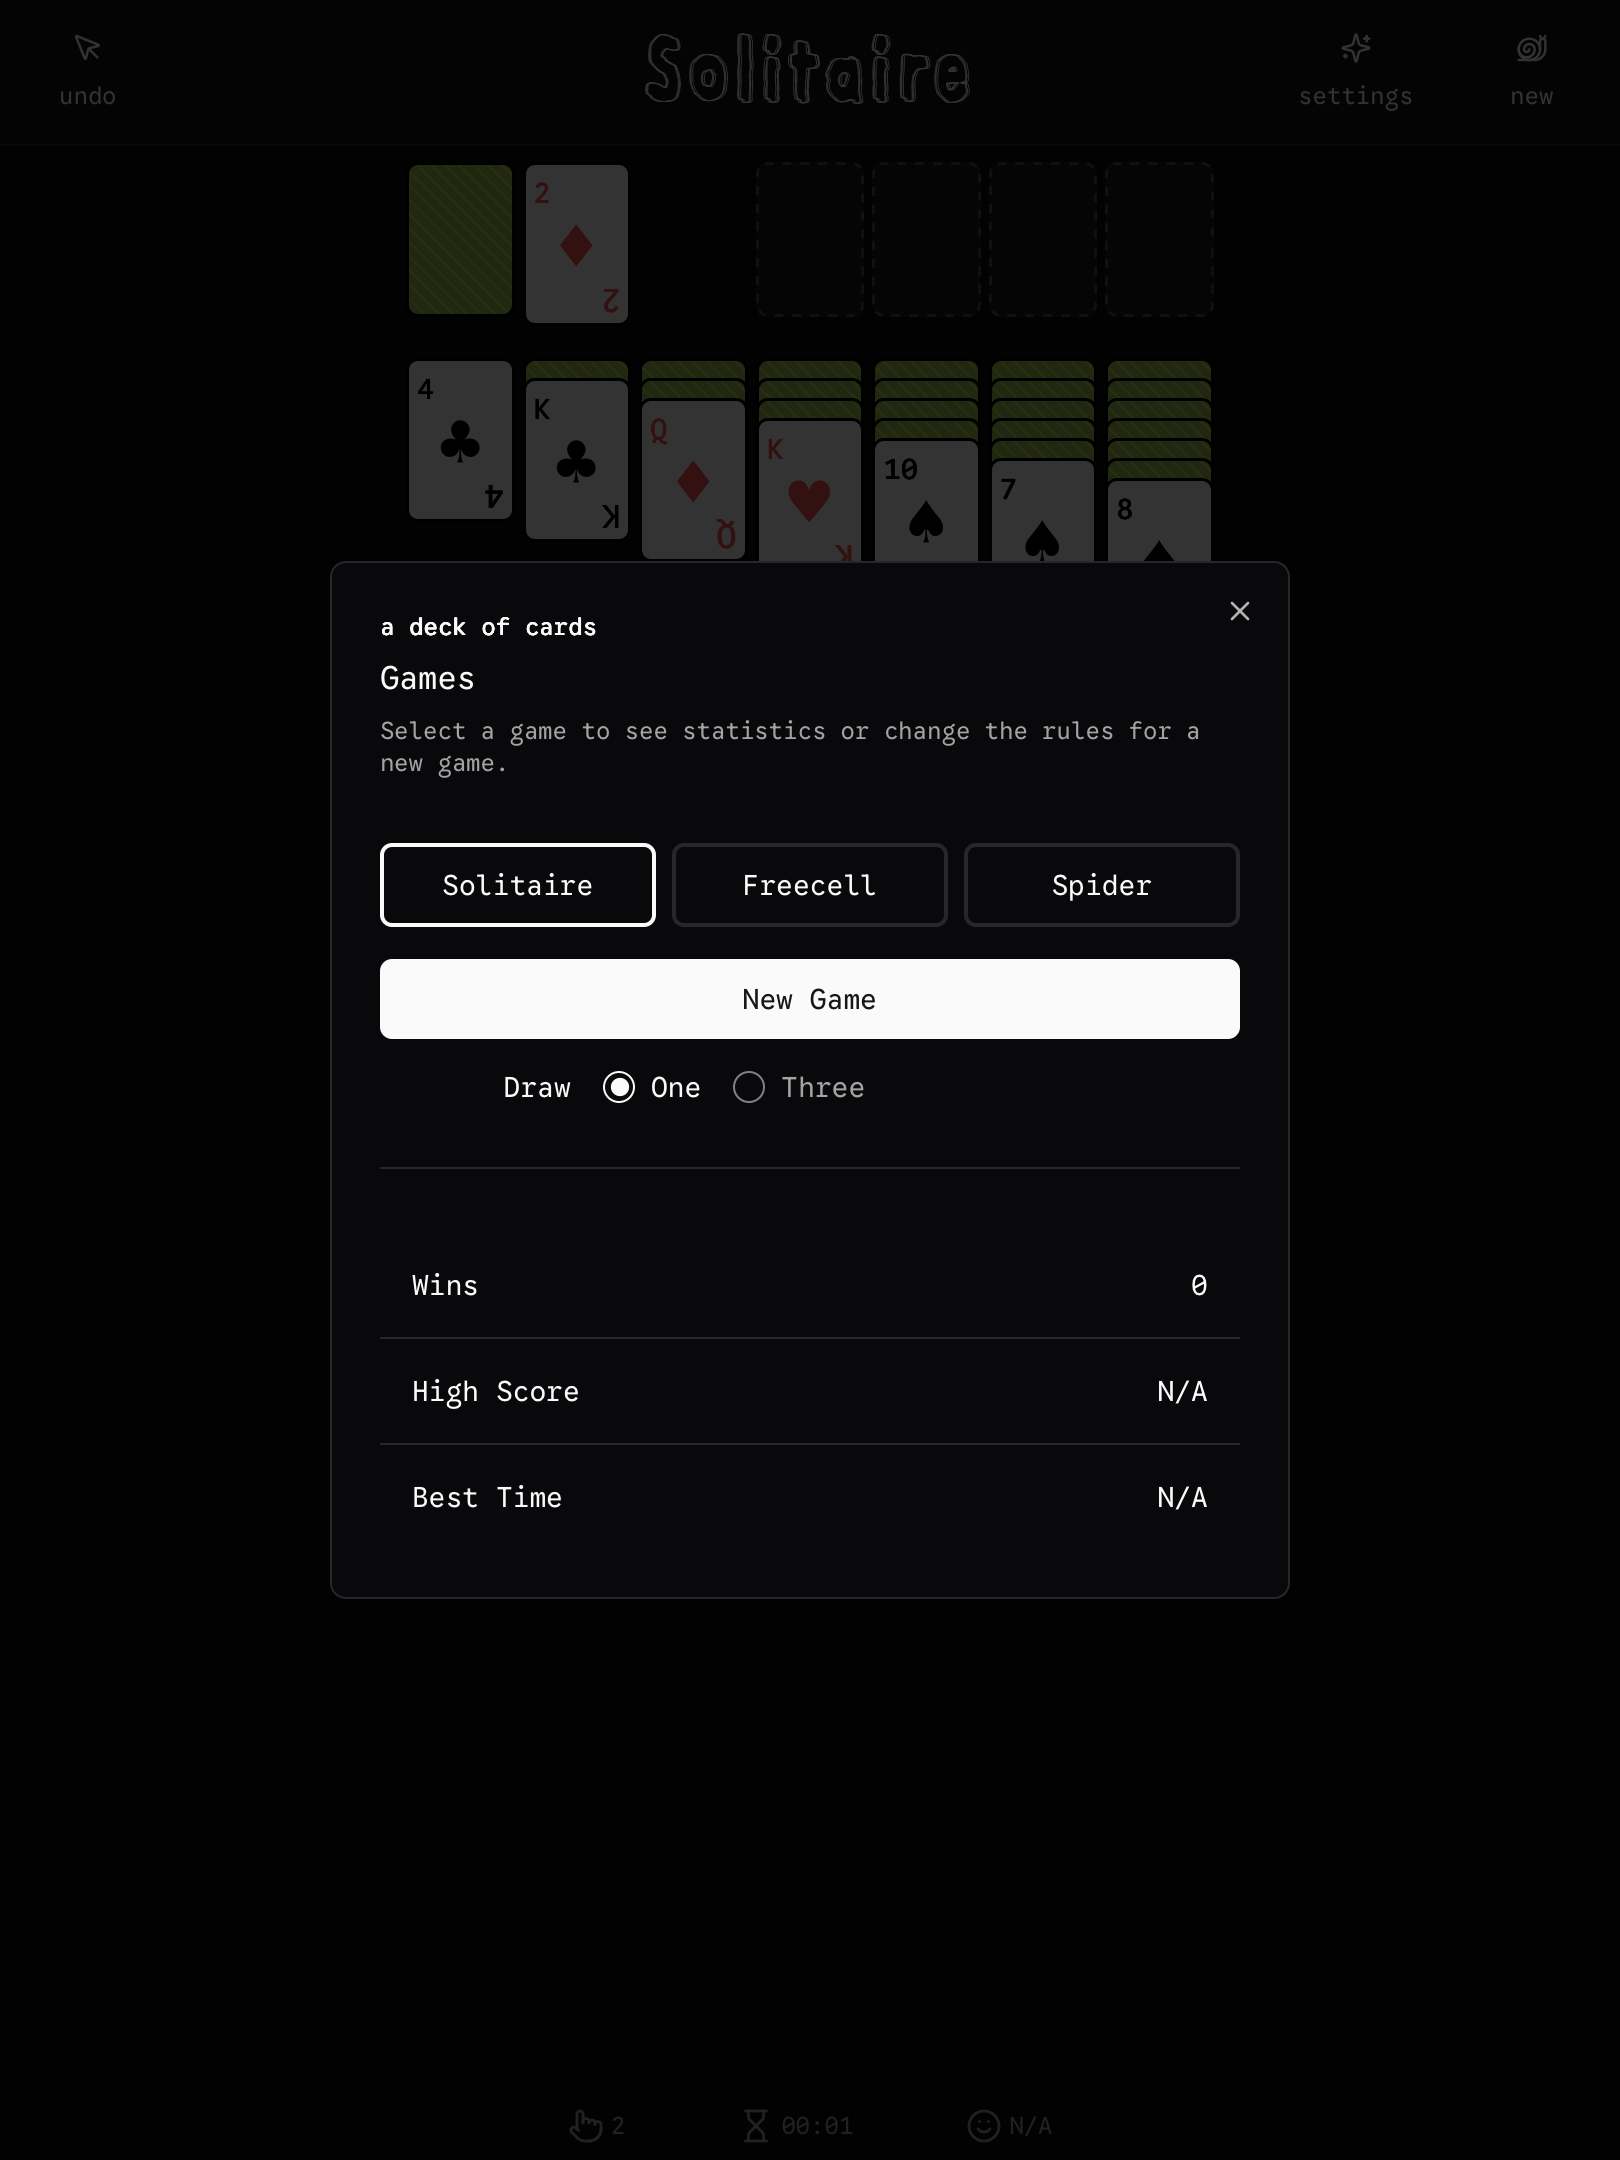 undo
Solitaire
settings
new
2
2
4
4
K
K
Q
Q
K
K
10
7
8
a deck of cards
Games
Select a game to see statistics or change the rules for a
new game.
Solitaire
Freecell
Spider
New Game
Draw One Three
Wins 0
High Score N/A
Best Time N/A
2 00:01 N/A